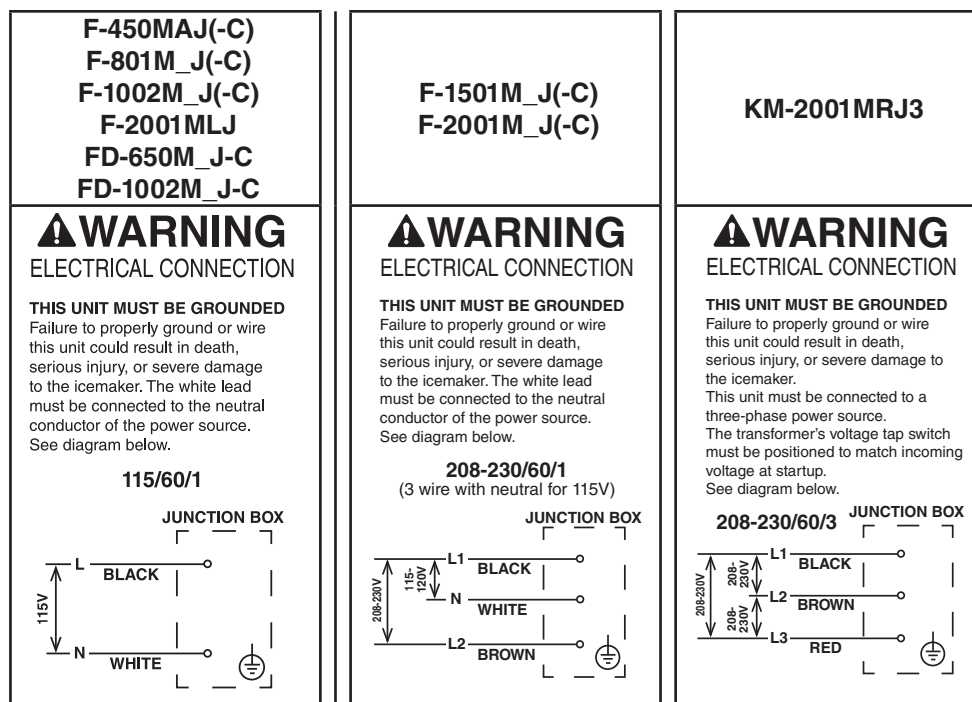 F-450MAJ(-C)
F-801M_J(-C)
F-1002M_J(-C)
F-2001MLJ
FD-650M_J-C
FD-1002M_J-C
WARNING
ELECTRICAL CONNECTION
THIS UNIT MUST BE GROUNDED
Failure to properly ground or wire
this unit could result in death,
serious injury, or severe damage
to the icemaker. The white lead
must be connected to the neutral
conductor of the power source.
See diagram below.
115/60/1
JUNCTION BOX
L
BLACK
115V
N
WHITE
F-1501M_J(-C)
F-2001M_J(-C)
WARNING
ELECTRICAL CONNECTION
THIS UNIT MUST BE GROUNDED
Failure to properly ground or wire
this unit could result in death,
serious injury, or severe damage
to the icemaker. The white lead
must be connected to the neutral
conductor of the power source.
See diagram below.
208-230/60/1
(3 wire with neutral for 115V)
JUNCTION BOX
L1
BLACK
208-230V
115-
120V
N
WHITE
L2
BROWN
KM-2001MRJ3
WARNING
ELECTRICAL CONNECTION
THIS UNIT MUST BE GROUNDED
Failure to properly ground or wire
this unit could result in death,
serious injury, or severe damage to
the icemaker.
This unit must be connected to a
three-phase power source.
The transformer's voltage tap switch
must be positioned to match incoming
voltage at startup.
See diagram below.
208-230/60/3
JUNCTION BOX
L1
BLACK
208-230V
208-
230V
L2
BROWN
208-
230V
L3
RED